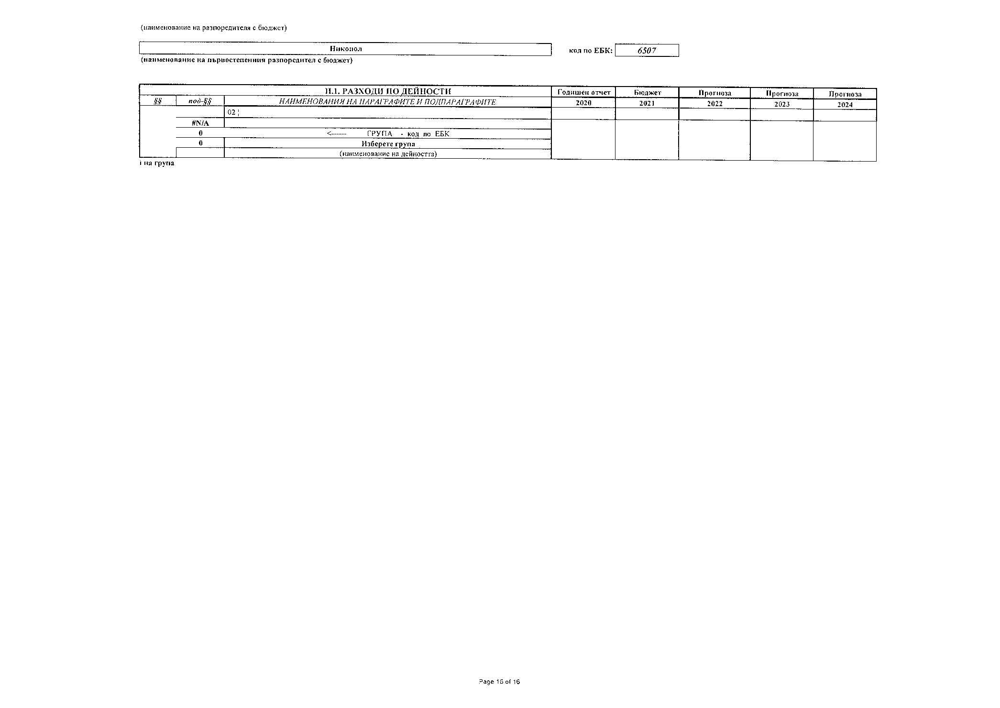 (наименование на разпоредителя с бюджет)
Никопол код по ЕБК: 6507
(наименование на първостепенния разпоредител с бюджет)
II.1. РАЗХОДИ ПО ДЕЙНОСТИ Годишен отчет Бюджет Прогноза Прогноза Прогноза
§§ под-§§ НАИМЕНОВАНИЯ НА ПАРАГРАФИТЕ И ПОДПАРАГРАФИТЕ 2020 2021 2022 2023 2024
02 ¦
#N/A
0 <------ ГРУПА - код по ЕБК
0 Изберете група
(наименование на дейността)
i на група
Page 16 of 16